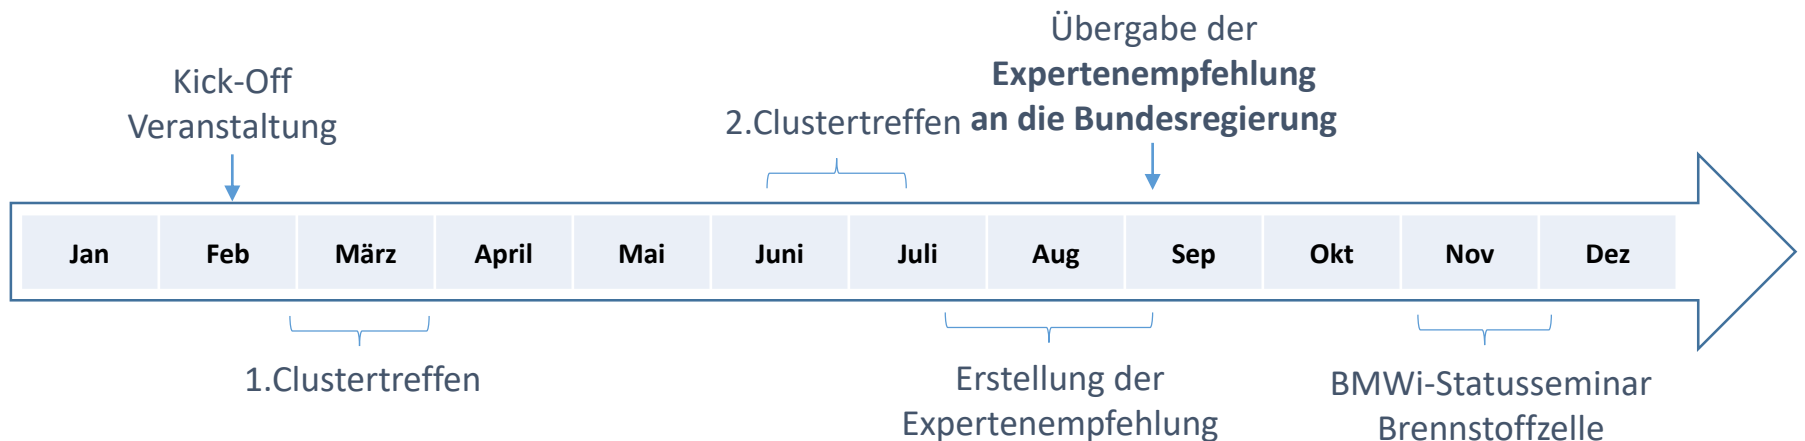 Kick-Off
Veranstaltung
2.Clustertreffen
Übergabe der
Expertenempfehlung
an die Bundesregierung
Jan Feb März April Mai Juni Juli Aug Sep Okt Nov Dez
1.Clustertreffen
Erstellung der
Expertenempfehlung
BMWi-Statusseminar
Brennstoffzelle